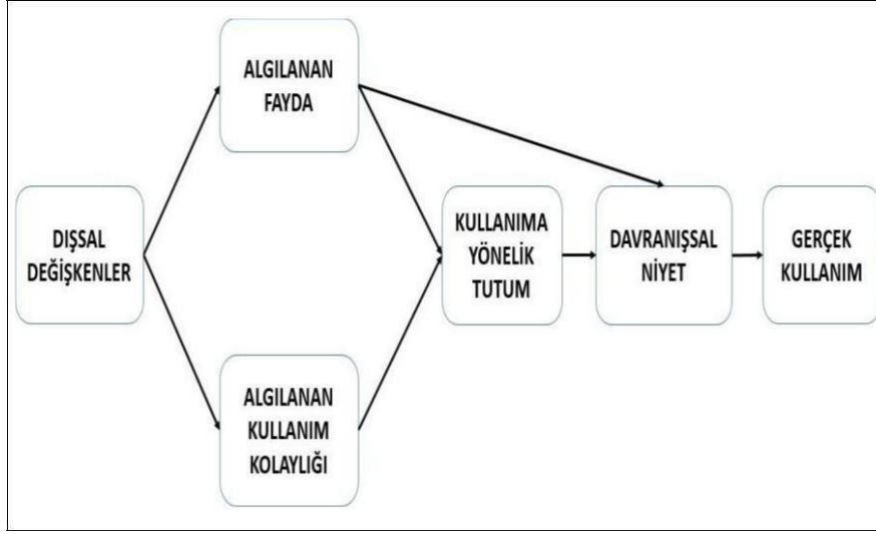 ALGILANAN
FAYDA
DIŞSAL
DEĞİŞKENLER
ALGILANAN
KULLANIM
KOLAYLIĞI
KULLANIMA
YÖNELİK
TUTUM
DAVRANIŞSAL
NİYET
GERÇEK
KULLANIM